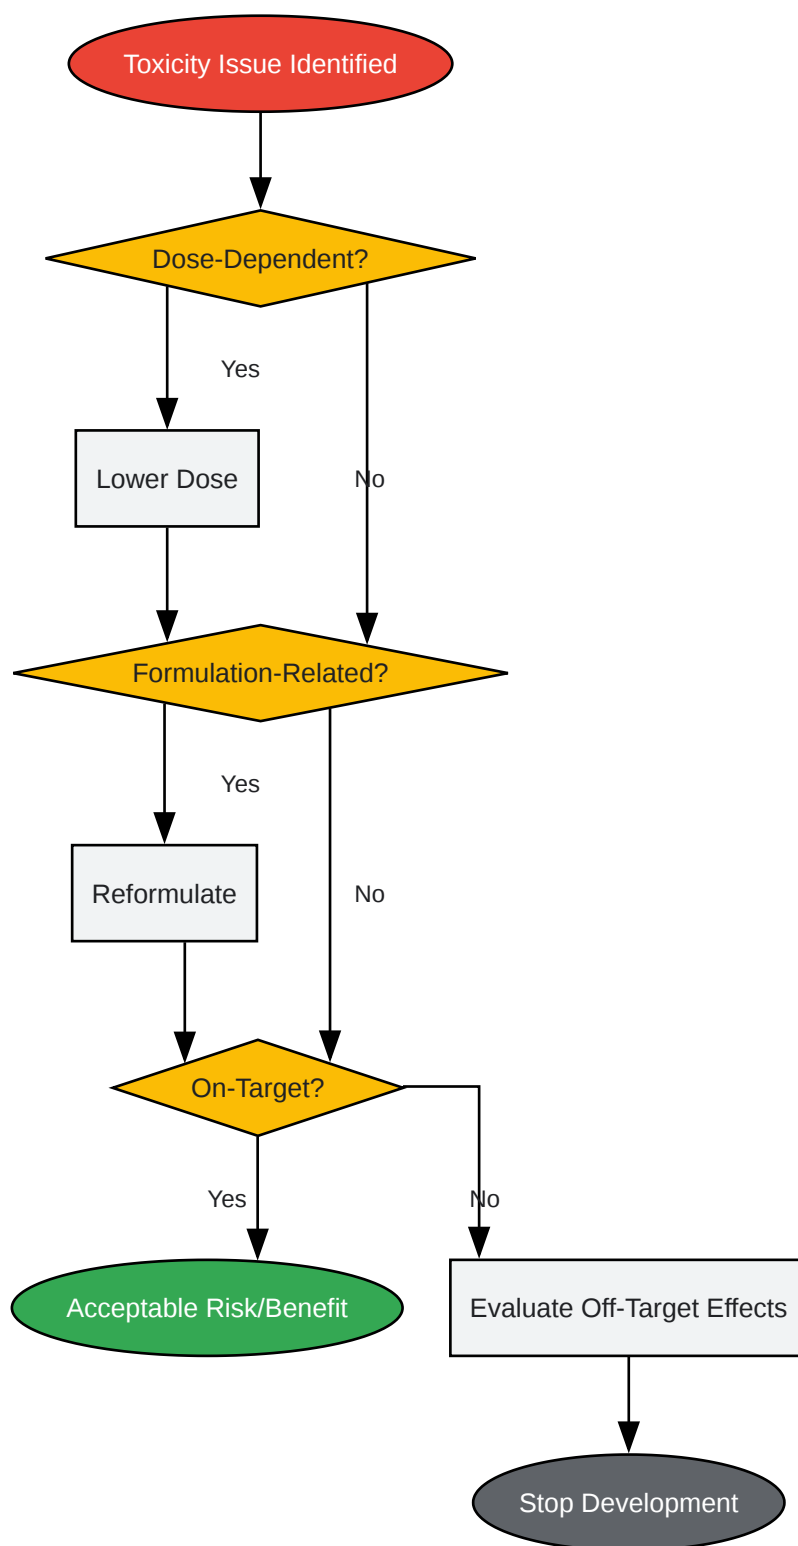 Toxicity Issue Identified
Dose-Dependent?
Yes
Lower Dose
No
Formulation-Related?
Yes
Reformulate
No
On-Target?
Yes
No
Acceptable Risk/Benefit
Evaluate Off-Target Effects
Stop Development